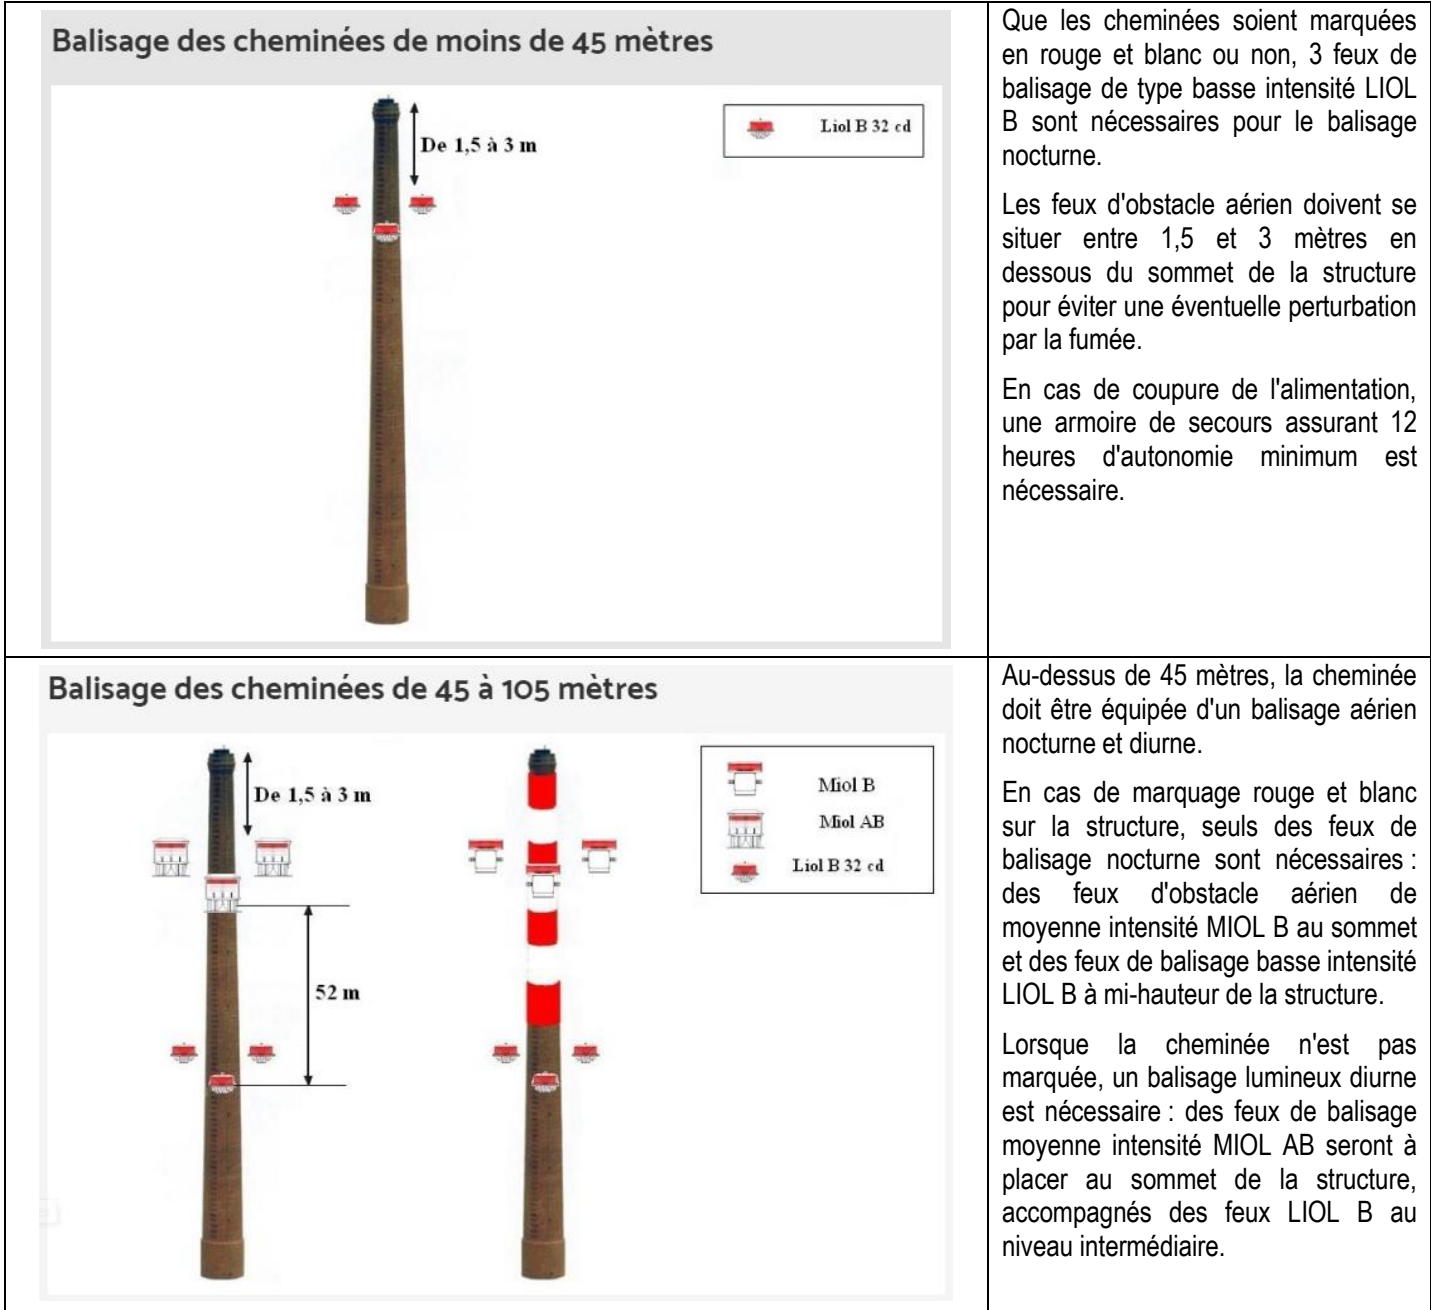 Balisage des cheminées de moins de 45 mètres
De 1,5 à 3 m
Liol B 32 cd
Que les cheminées soient marquées
en rouge et blanc ou non, 3 feux de
balisage de type basse intensité LIOL
B sont nécessaires pour le balisage
nocturne.
Les feux d'obstacle aérien doivent se
situer entre 1,5 et 3 mètres en
dessous du sommet de la structure
pour éviter une éventuelle perturbation
par la fumée.
En cas de coupure de l'alimentation,
une armoire de secours assurant 12
heures d'autonomie minimum est
nécessaire.
Balisage des cheminées de 45 à 105 mètres
De 1,5 à 3 m
52 m
Miol B
Miol AB
Liol B 32 cd
Au-dessus de 45 mètres, la cheminée
doit être équipée d'un balisage aérien
nocturne et diurne.
En cas de marquage rouge et blanc
sur la structure, seuls des feux de
balisage nocturne sont nécessaires :
des feux d'obstacle aérien de
moyenne intensité MIOL B au sommet
et des feux de balisage basse intensité
LIOL B à mi-hauteur de la structure.
Lorsque la cheminée n'est pas
marquée, un balisage lumineux diurne
est nécessaire : des feux de balisage
moyenne intensité MIOL AB seront à
placer au sommet de la structure,
accompagnés des feux LIOL B au
niveau intermédiaire.